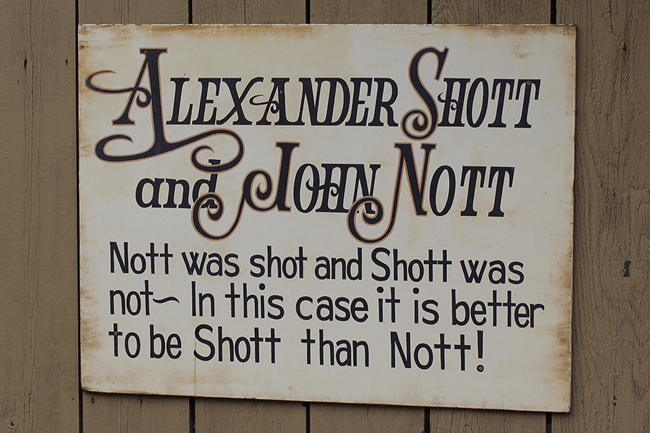 ALEXANDER SHOTT
and JOHN NOTT
Nott was shot and Shott was
not~ In this case it is better
to be Shott than Nott!